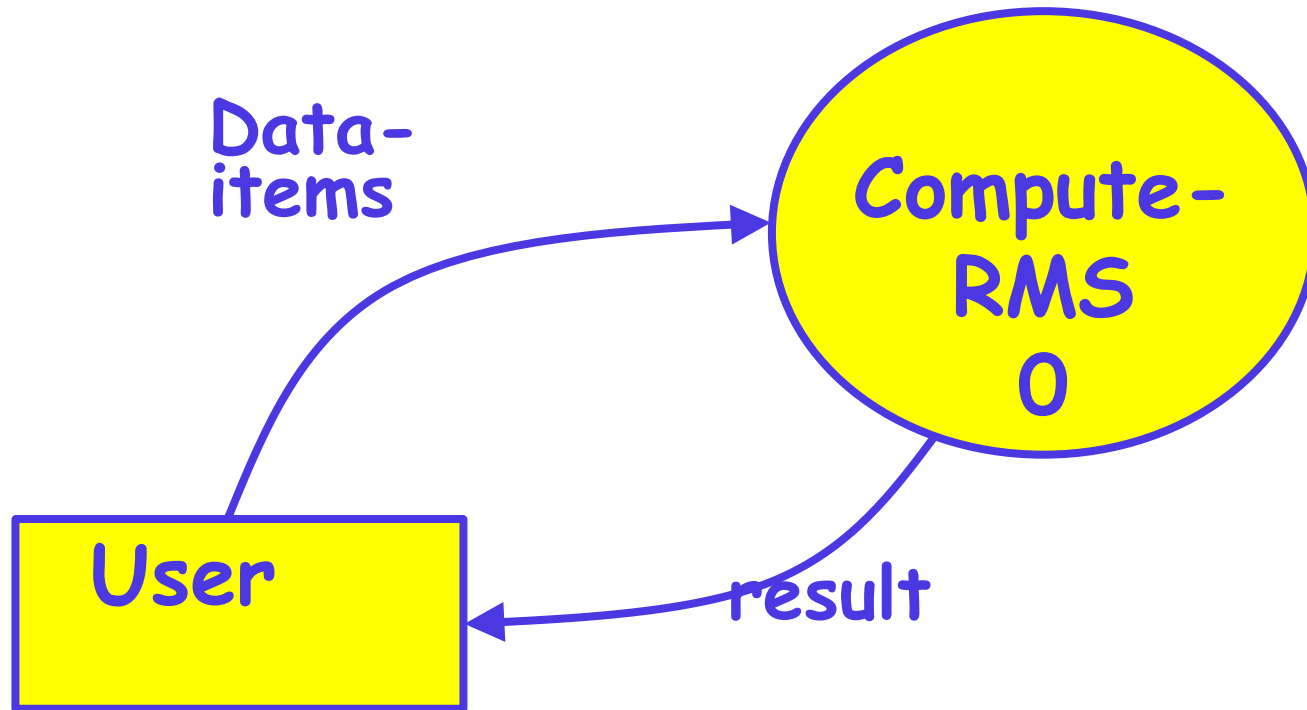 Data-
items
Compute-
RMS
0
User
result